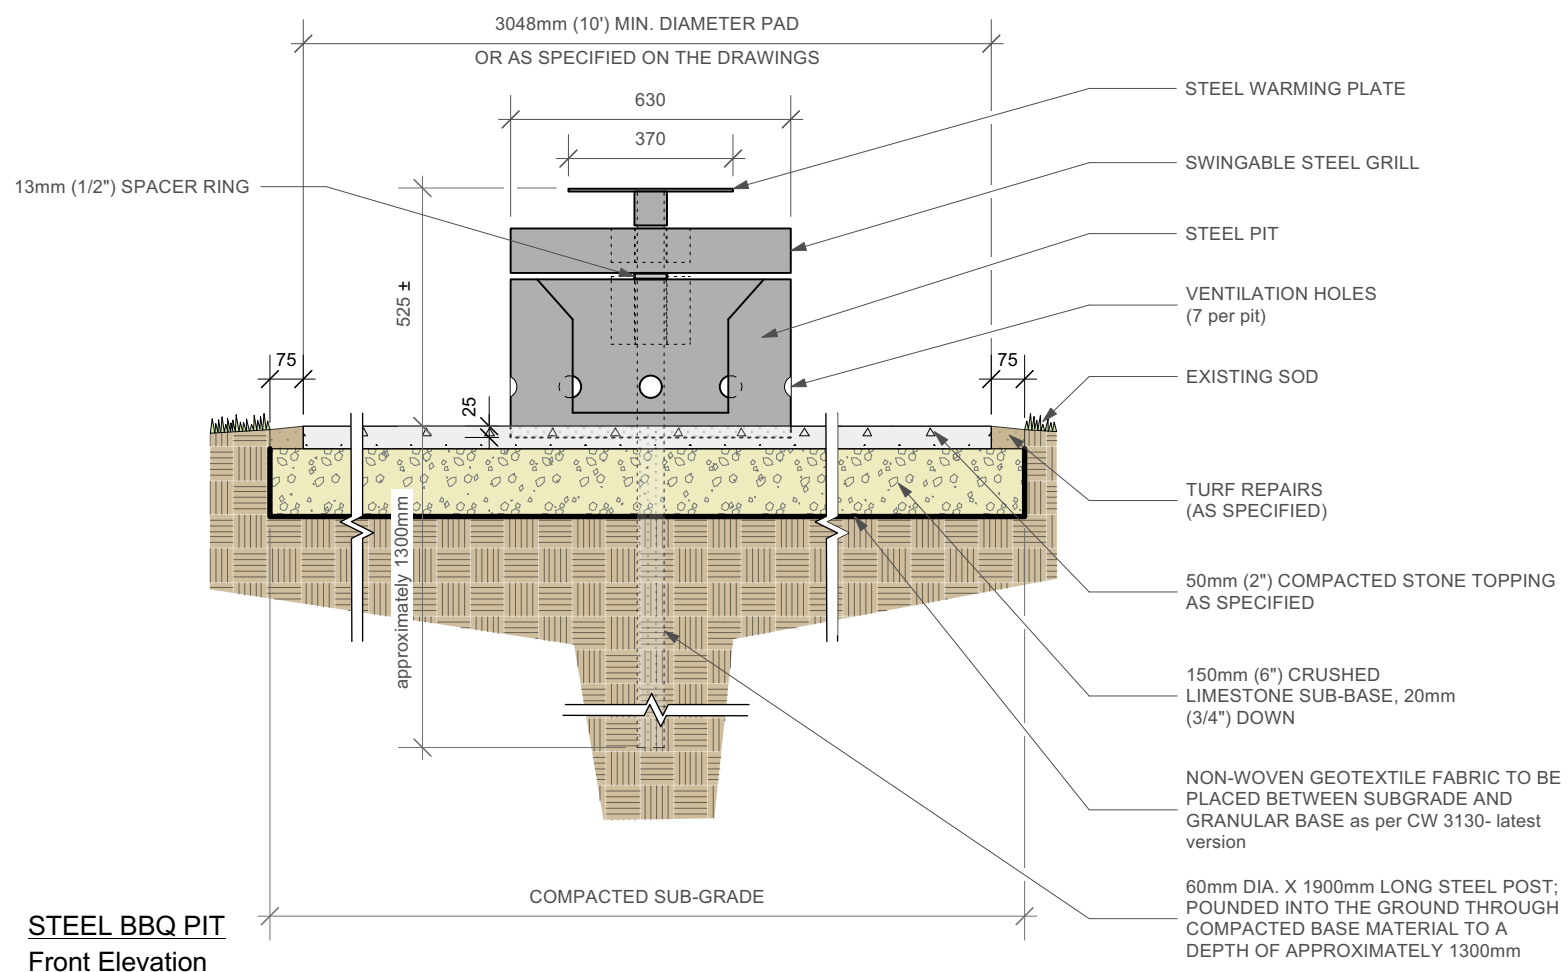 3048mm (10') MIN. DIAMETER PAD
OR AS SPECIFIED ON THE DRAWINGS
630
370
13mm (1/2") SPACER RING
525 ±
75
25
75
approximately 1300mm
STEEL WARMING PLATE
SWINGABLE STEEL GRILL
STEEL PIT
VENTILATION HOLES
(7 per pit)
EXISTING SOD
TURF REPAIRS
(AS SPECIFIED)
50mm (2") COMPACTED STONE TOPPING
AS SPECIFIED
150mm (6") CRUSHED
LIMESTONE SUB-BASE, 20mm
(3/4") DOWN
NON-WOVEN GEOTEXTILE FABRIC TO BE
PLACED BETWEEN SUBGRADE AND
GRANULAR BASE as per CW 3130- latest
version
60mm DIA. X 1900mm LONG STEEL POST;
POUNDED INTO THE GROUND THROUGH
COMPACTED BASE MATERIAL TO A
DEPTH OF APPROXIMATELY 1300mm
COMPACTED SUB-GRADE
STEEL BBQ PIT
Front Elevation